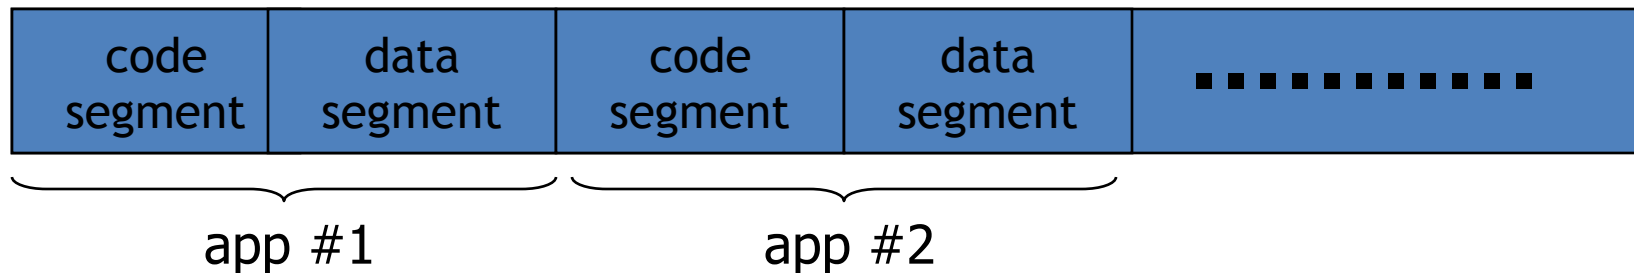 code
segment
data
segment
code
segment
data
segment
...........
app #1
app #2